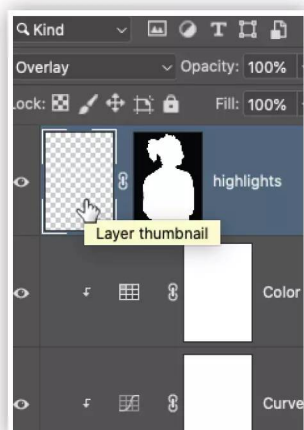 Kind
Overlay
Opacity: 100%
Lock:
Fill: 100%
highlights
Layer thumbnail
Color
Curve